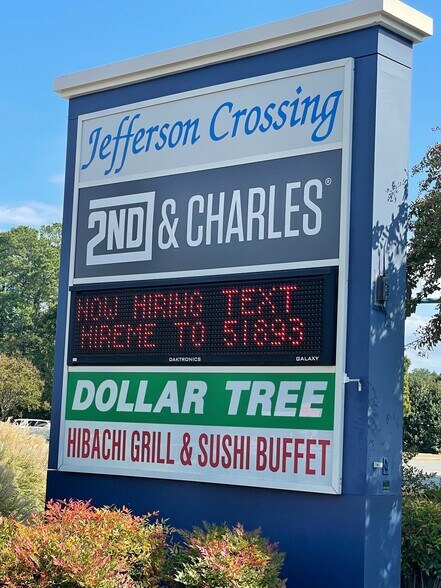 Jefferson Crossing
2ND & CHARLES®
NOW HIRING TEXT
HIREME TO 51893
DAKTRONICS GALAXY
DOLLAR TREE
HIBACHI GRILL & SUSHI BUFFET